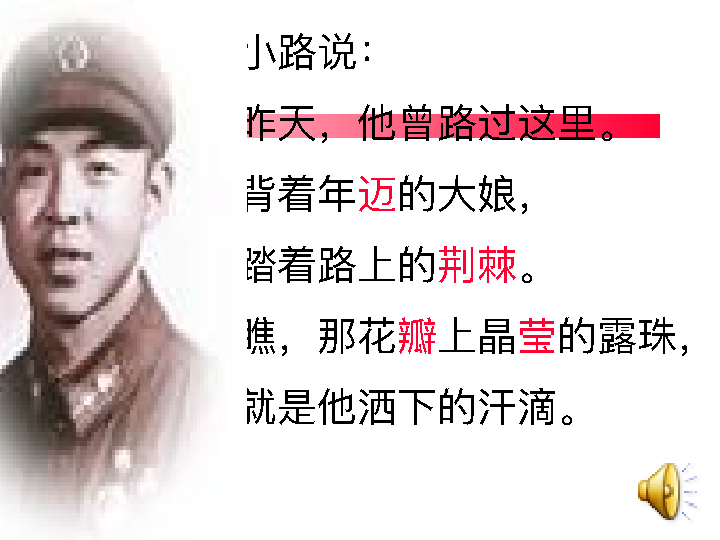 小路说：
昨天，他曾路过这里。
背着年迈的大娘，
踏着路上的荆棘。
瞧，那花瓣上晶莹的露珠，
就是他洒下的汗滴。